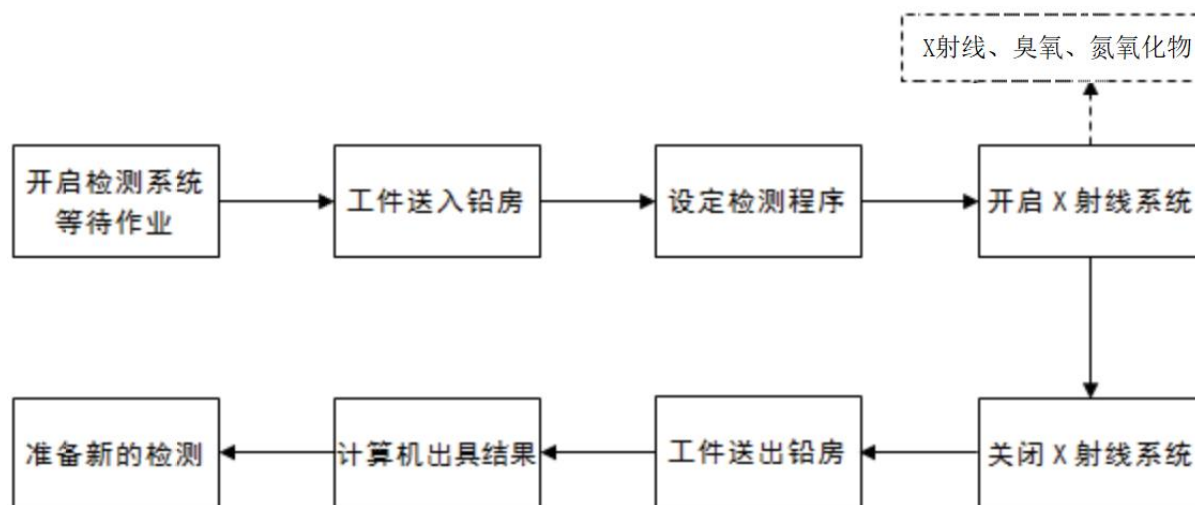 X射线、臭氧、氮氧化物
开启检测系统
等待作业
工件送入铅房
设定检测程序
开启 X 射线系统
准备新的检测
计算机出具结果
工件送出铅房
关闭 X 射线系统